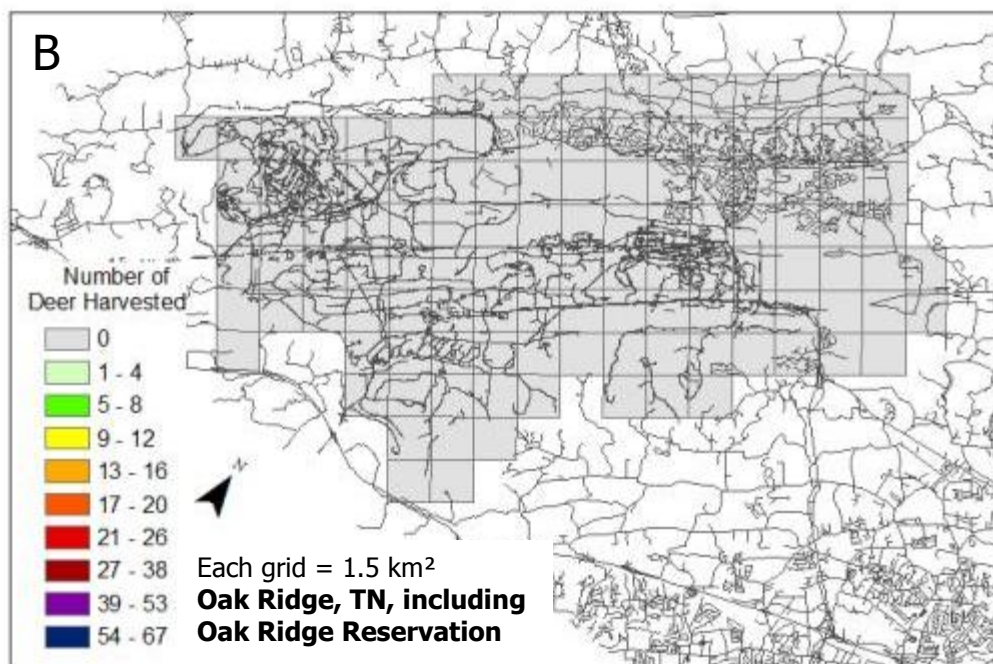 B
Number of
Deer Harvested
0
1 - 4
5 - 8
9 - 12
13 - 16
17 - 20
21 - 26
27 - 38
39 - 53
54 - 67
N
Each grid = 1.5 km²
Oak Ridge, TN, including
Oak Ridge Reservation